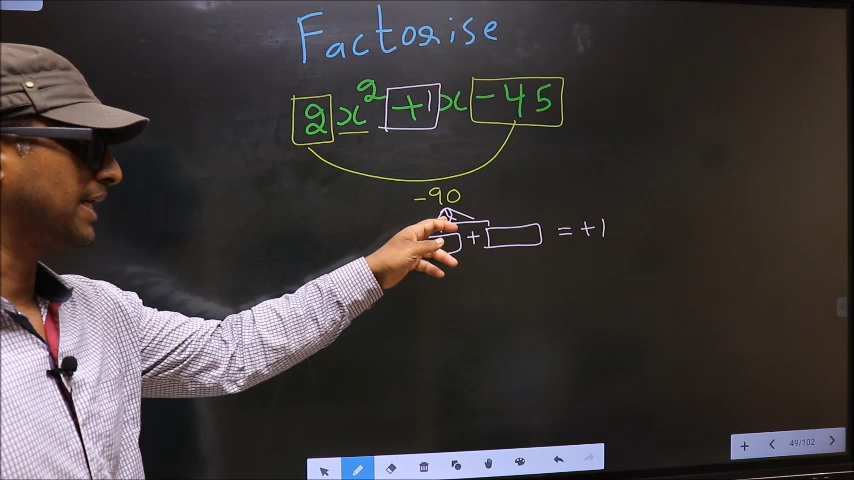 Factorise
2x² +1x -45
-90
+ = +1
49/102